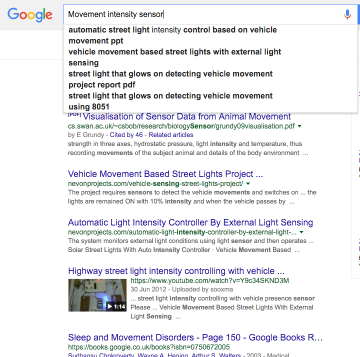 Google
Movement intensity sensor
automatic street light intensity control based on vehicle
movement ppt
vehicle movement based street lights with external light
sensing
street light that glows on detecting vehicle movement
project report pdf
street light that glows on detecting vehicle movement
using 8051
[PDF] Visualisation of Sensor Data from Animal Movement
cs.swan.ac.uk/~csbob/research/biologySensor/grundy09visualisation.pdf
by E Grundy - Cited by 46 - Related articles
strength in three axes, hydrostatic pressure, light intensity and temperature, thus
recording movements of the subject animal and details of the body environment ...
Vehicle Movement Based Street Lights Project ...
nevonprojects.com/vehicle-sensing-street-lights-project/
The project requires sensors to detect the vehicle movements and switches on ... the
lights are remained ON with 10% intensity and when the vehicle passes by ...
Automatic Light Intensity Controller By External Light Sensing
nevonprojects.com/automatic-light-intensity-controller-by-external-light-...
The system monitors external light conditions using light sensor and then operates ...
Solar Street Lights With Auto Intensity Controller · Vehicle Movement Based ...
Highway street light intensity controlling with vehicle ...
https://www.youtube.com/watch?v=Y9c34SKND3M
30 Jun 2012 - Uploaded by socxma
... street light intensity controlling with vehicle presence sensor
Please ... Vehicle Movement Based Street Lights With External
Light Sensing ...
1:14
Sleep and Movement Disorders - Page 150 - Google Books R...
https://books.google.co.uk/books?isbn=0750672005
Sudhansu Chokroverty, Wayne A. Hening, Arthur S. Walters - 2003 - Medical